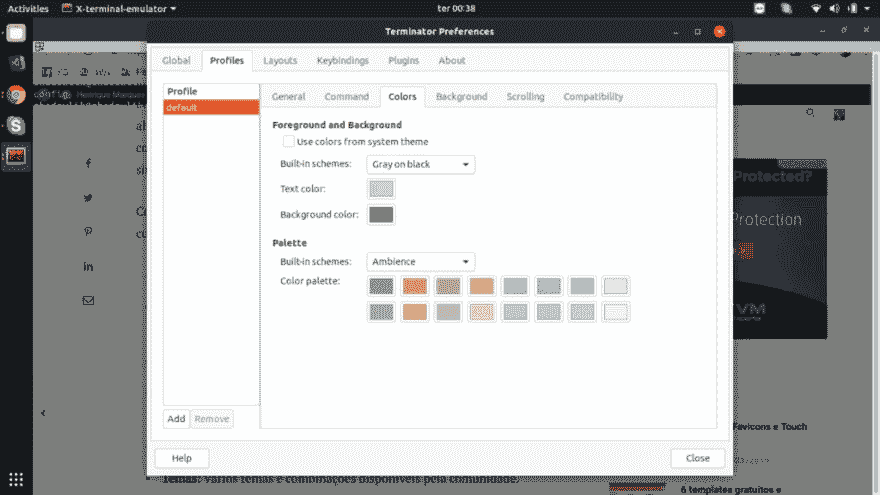 Activities X-terminal-emulator ter 00:38
Terminator Preferences
Global Profiles Layouts Keybindings Plugins About
Profile
default
General Command Colors Background Scrolling Compatibility
Foreground and Background
Use colors from system theme
Built-in schemes: Gray on black
Text color:
Background color:
Palette
Built-in schemes: Ambience
Color palette:
Add Remove
Help Close
Protected?
Protection
VM
Favicons e Touch
6 templates gratuitos e
Temas: vários temas e combinações disponíveis pela comunidade.